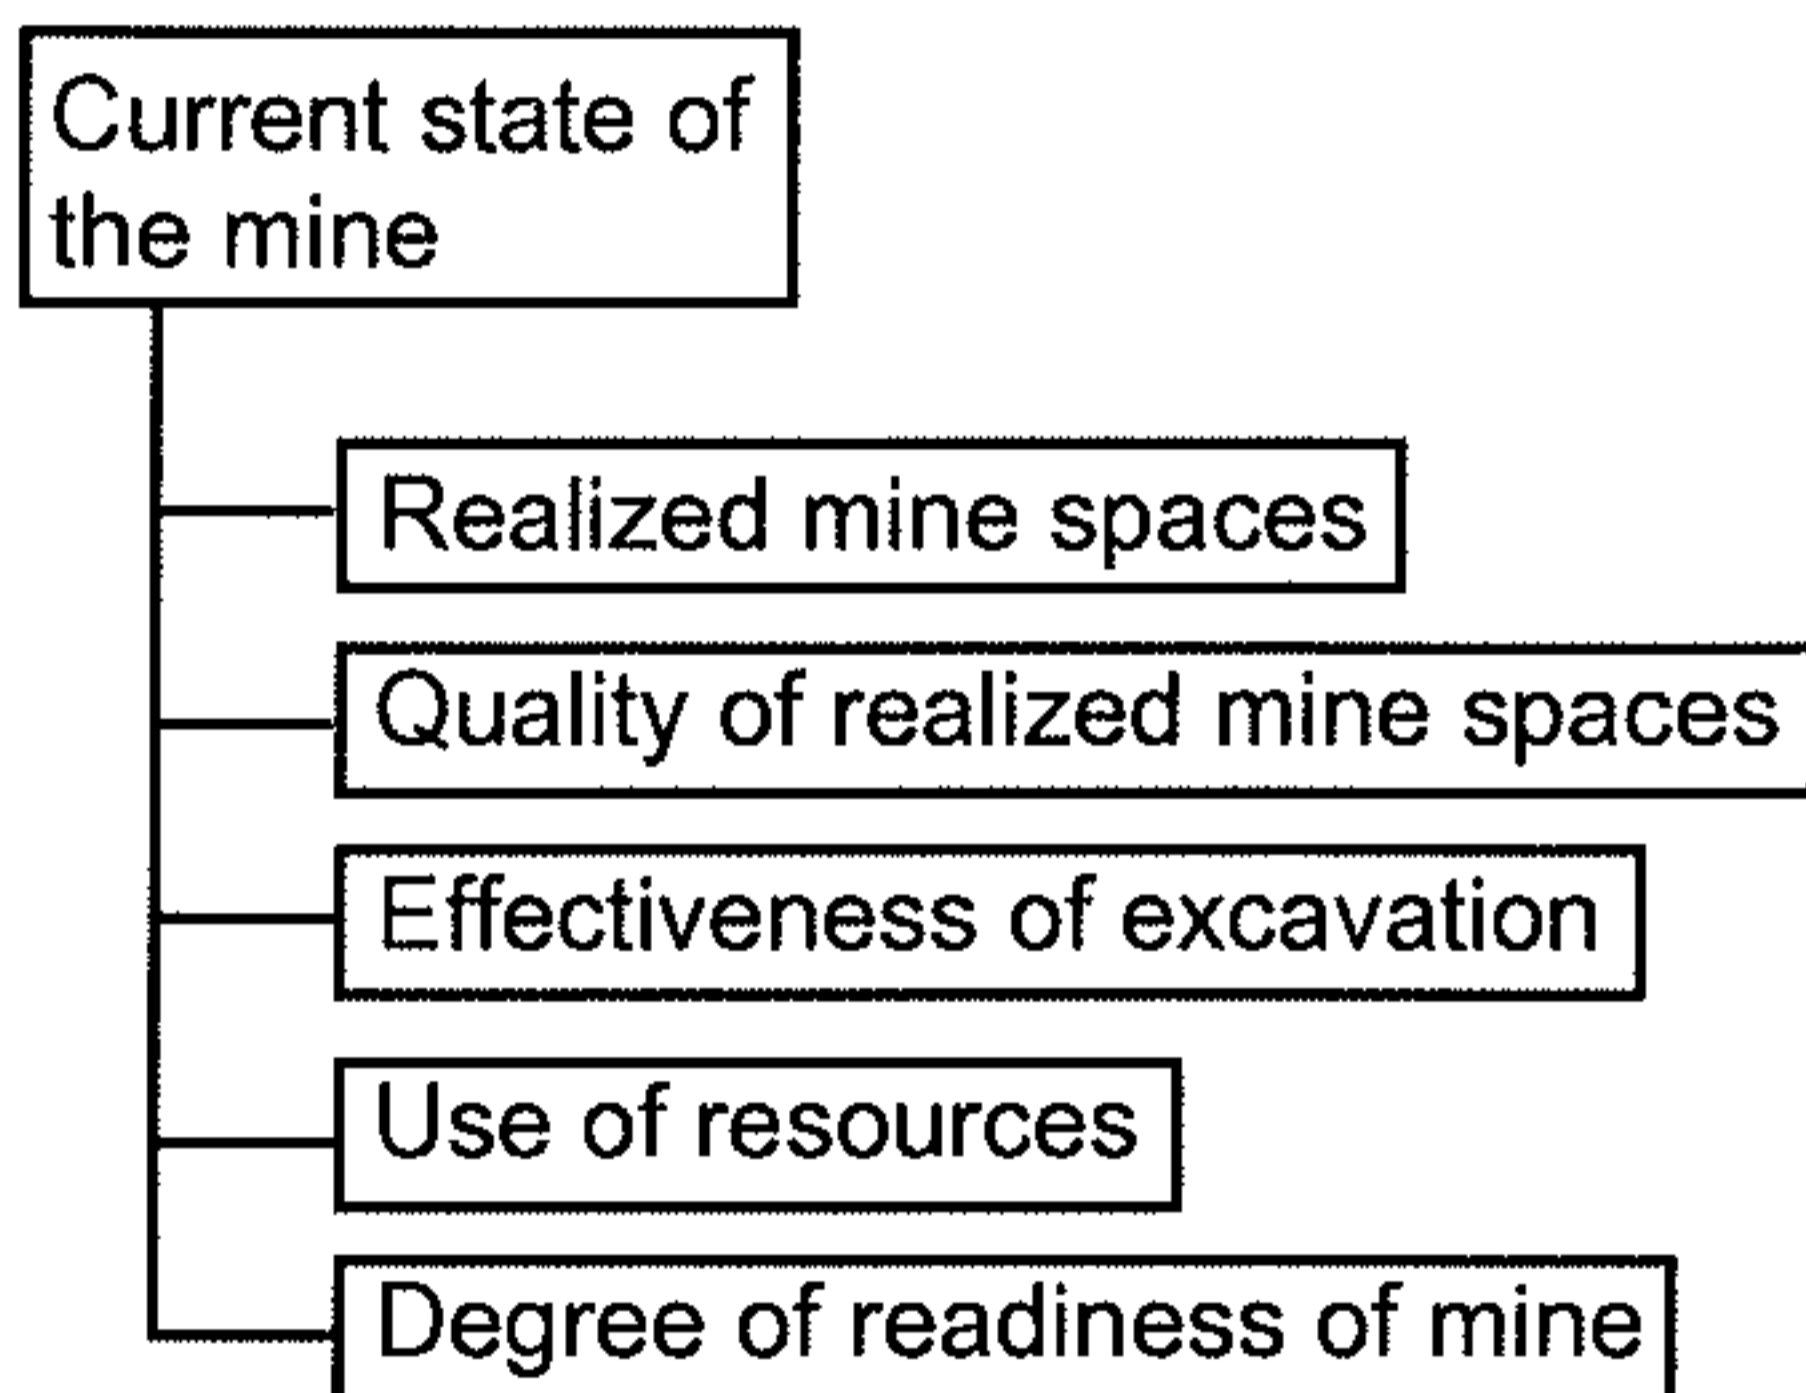 Current state of
the mine
Realized mine spaces
Quality of realized mine spaces
Effectiveness of excavation
Use of resources
Degree of readiness of mine